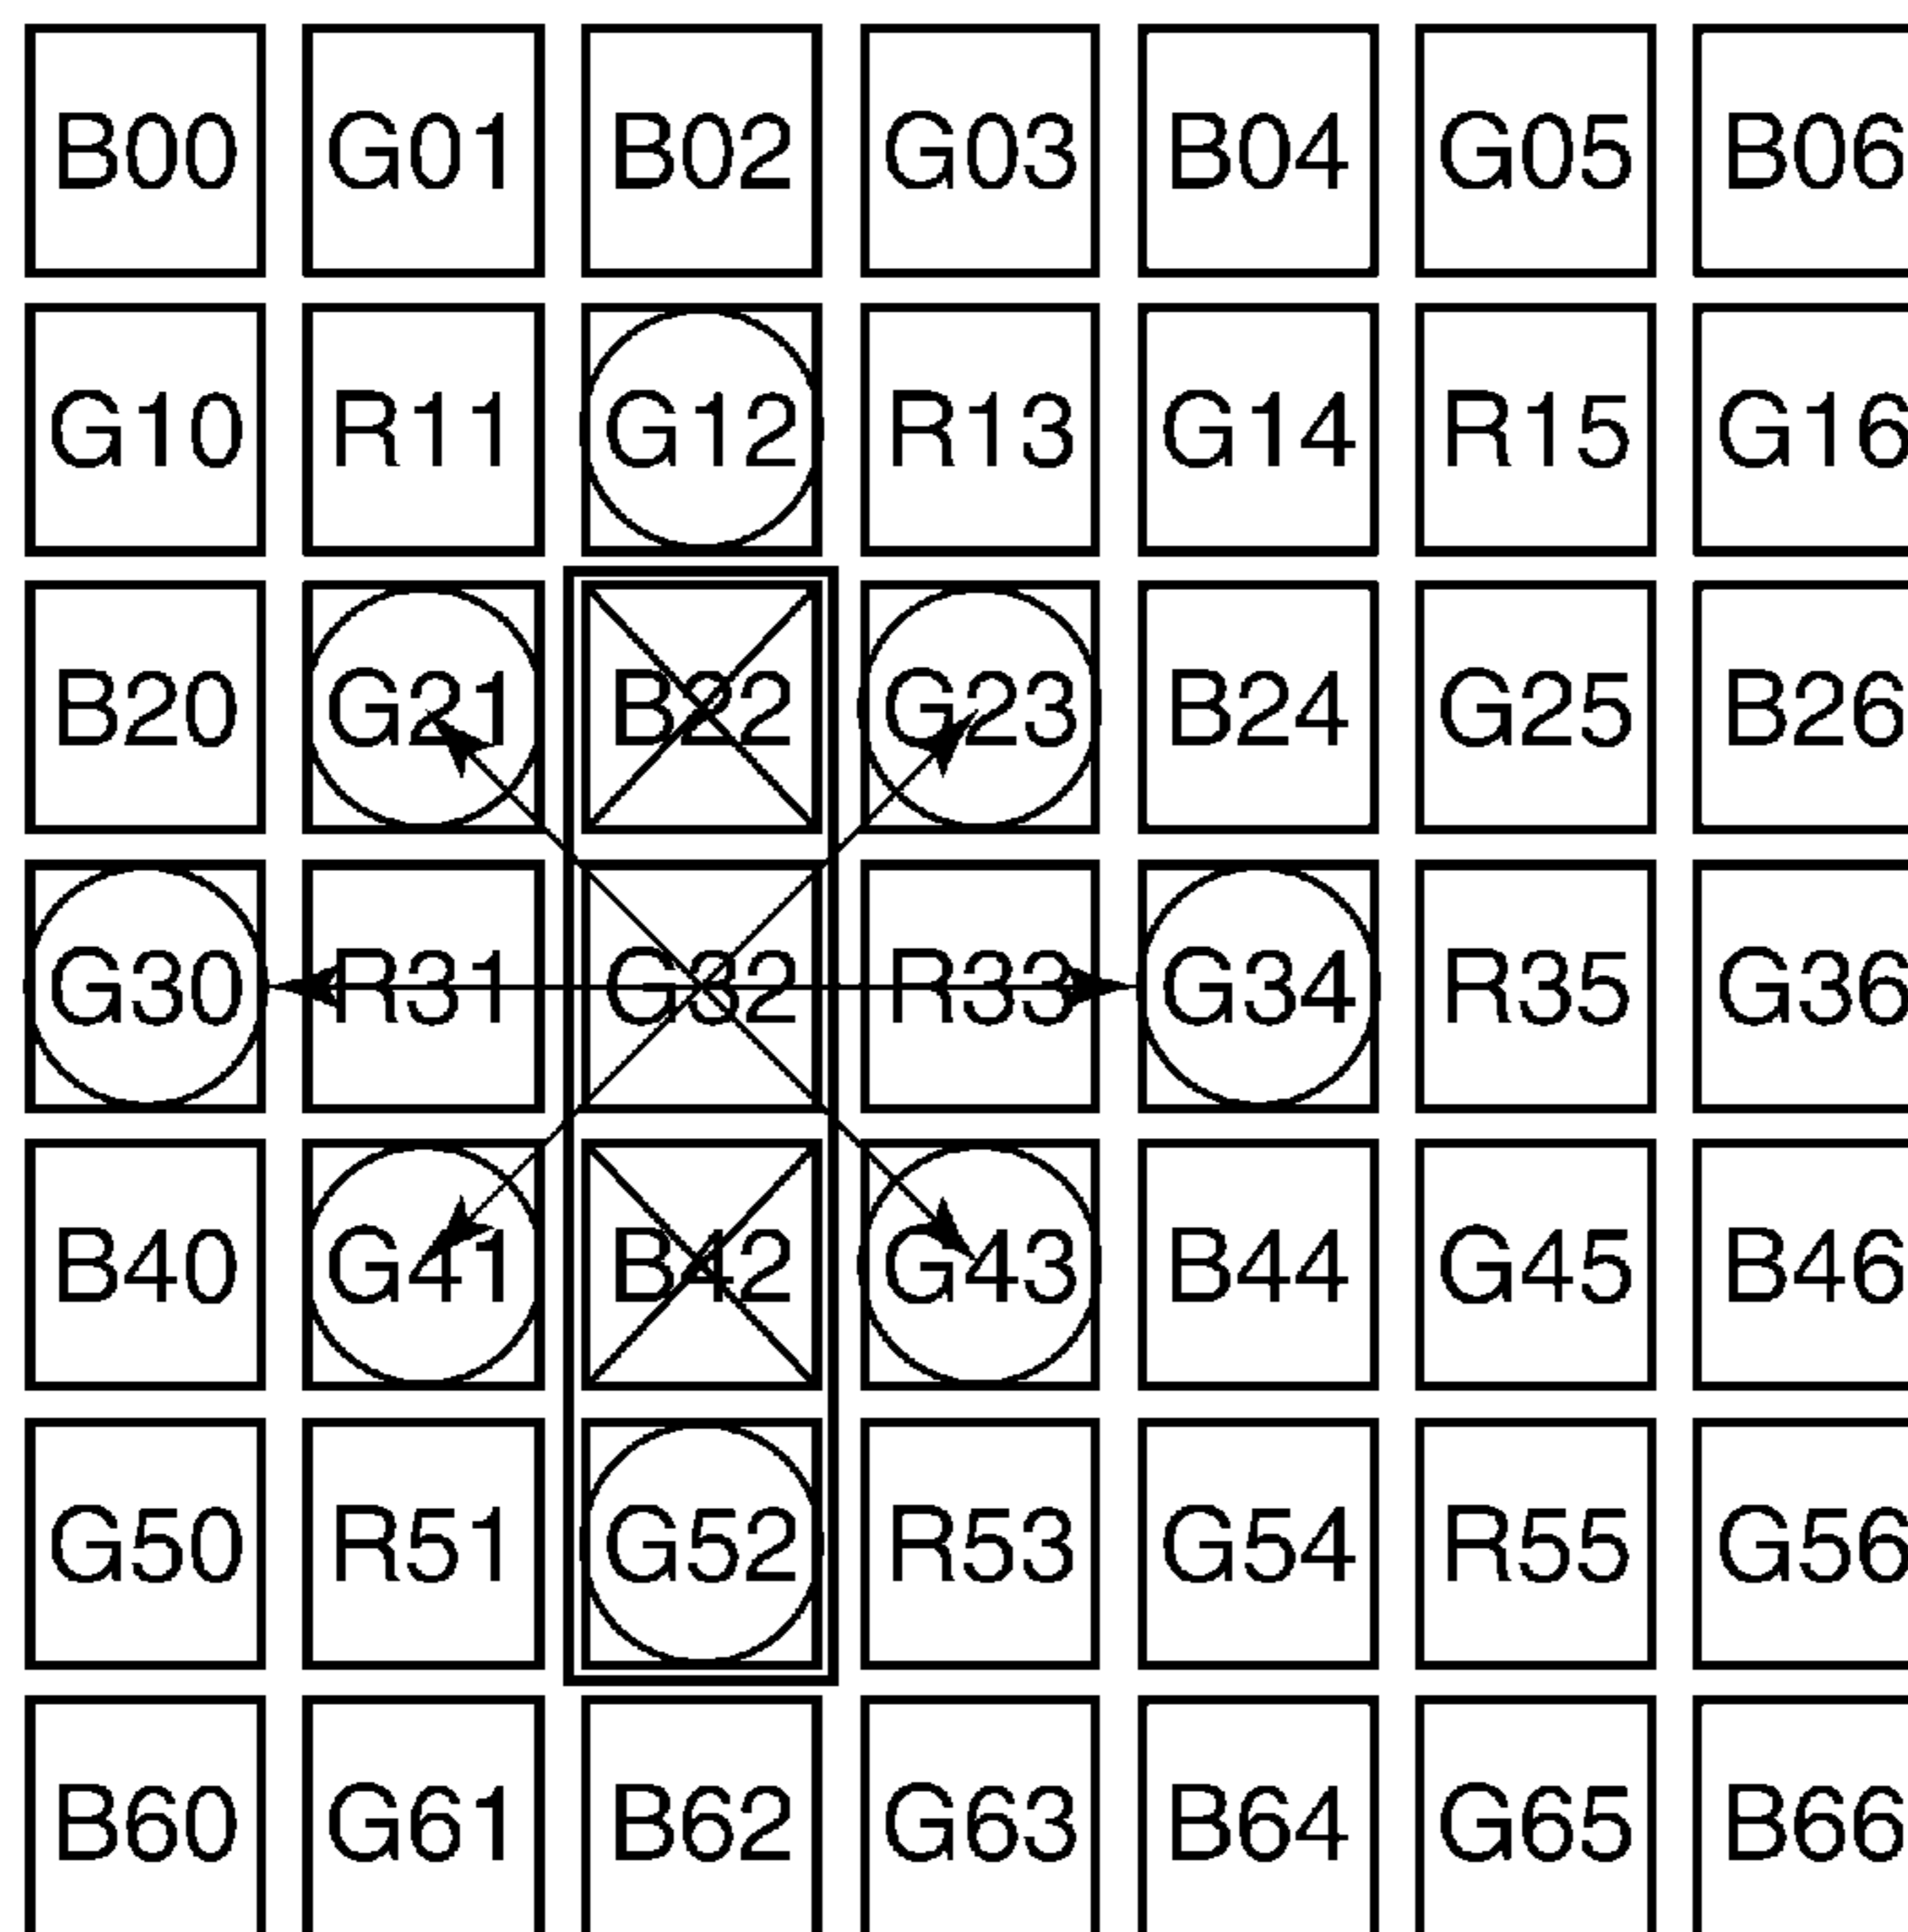 B00 G01 B02 G03 B04 G05 B06
G10 R11 G12 R13 G14 R15 G16
B20 G21 B22 G23 B24 G25 B26
G30 R31 G32 R33 G34 R35 G36
B40 G41 B42 G43 B44 G45 B46
G50 R51 G52 R53 G54 R55 G56
B60 G61 B62 G63 B64 G65 B66